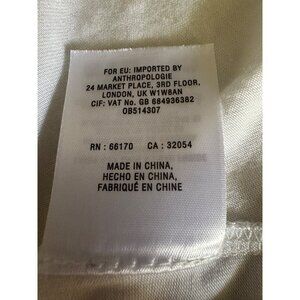 FOR EU: IMPORTED BY
ANTHROPOLOGIE
24 MARKET PLACE, 3RD FLOOR,
LONDON, UK W1W8AN
CIF: VAT No. GB 684936382
OB514307
RN : 66170 CA : 32054
MADE IN CHINA,
HECHO EN CHINA,
FABRIQUÉ EN CHINE